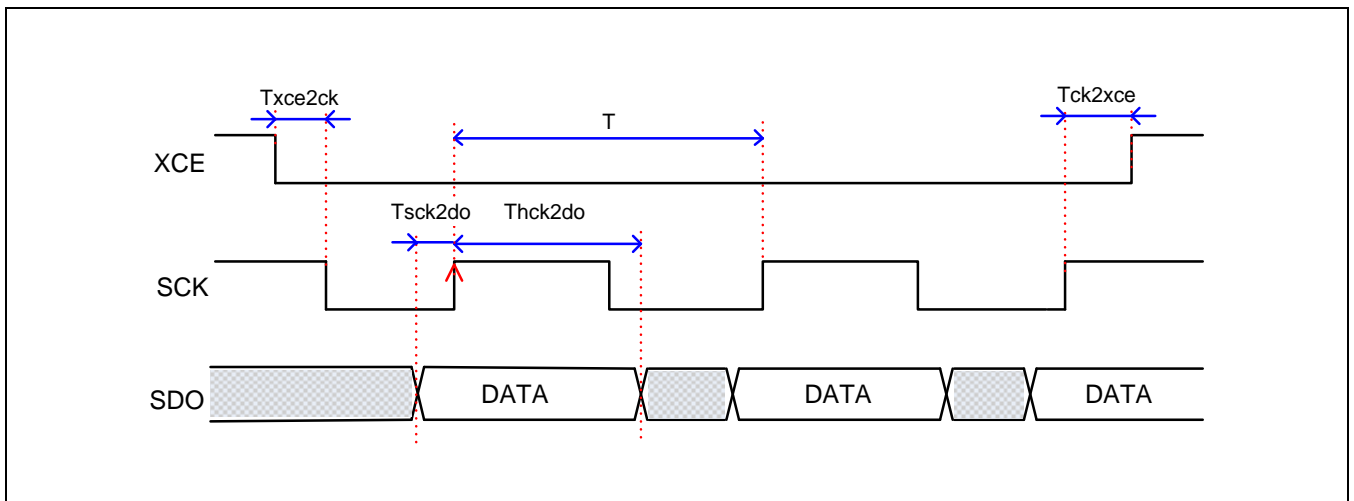 Txce2ck
Tck2xce
T
XCE
Tsck2do Thck2do
SCK
SDO DATA DATA DATA